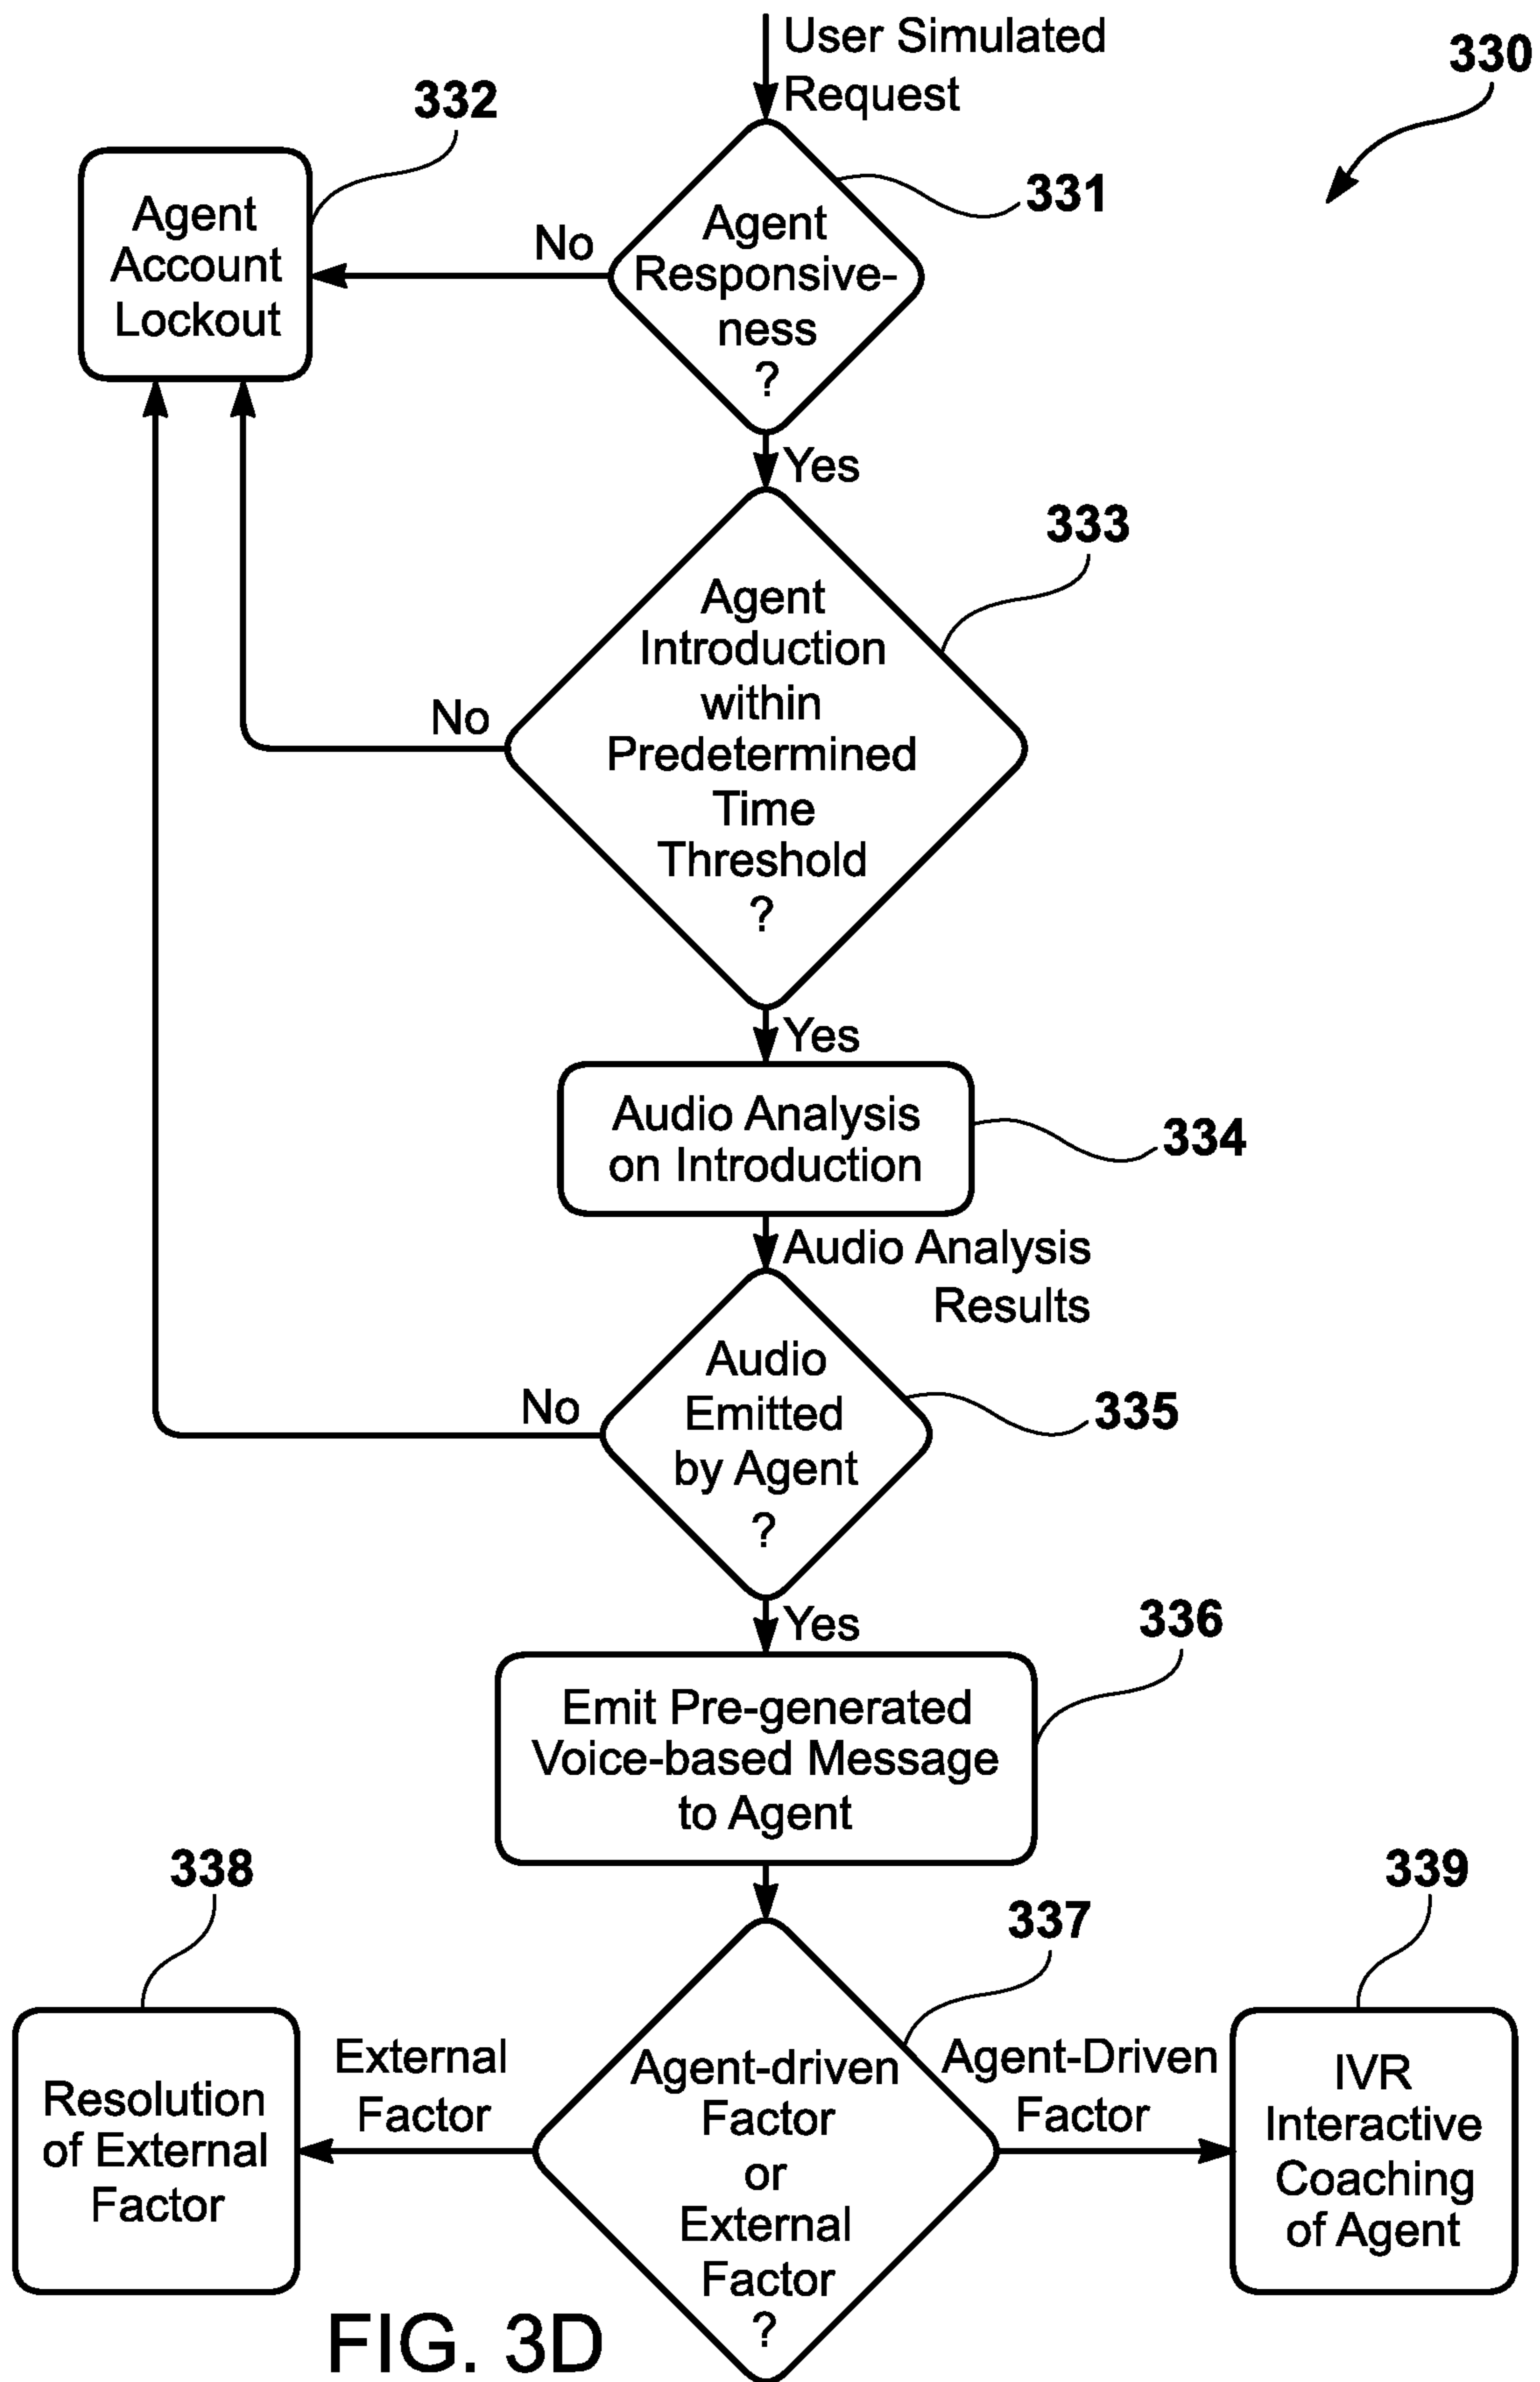 User Simulated
Request
330
332
331
Agent
Account
Lockout
No
Agent
Responsive-
ness
?
Yes
333
Agent
Introduction
within
Predetermined
Time
Threshold
?
No
Yes
Audio Analysis
on Introduction
334
Audio Analysis
Results
Audio
Emitted
by Agent
?
No
335
Yes
336
Emit Pre-generated
Voice-based Message
to Agent
338
337
339
Resolution
of External
Factor
External
Factor
Agent-driven
Factor
or
External
Factor
?
Agent-Driven
Factor
IVR
Interactive
Coaching
of Agent
FIG. 3D